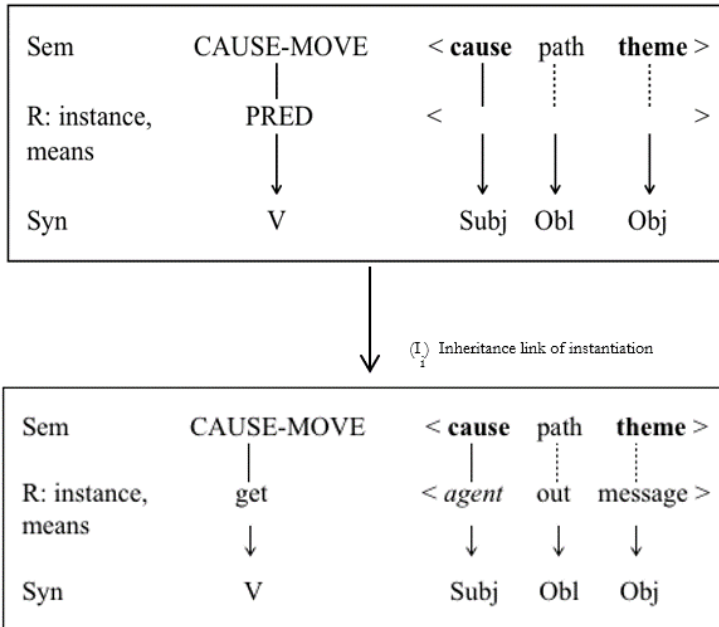 Sem CAUSE-MOVE < cause path theme >
R: instance, PRED < >
means
Syn V Subj Obl Obj
(I i) Inheritance link of instantiation
Sem CAUSE-MOVE < cause path theme >
R: instance, get < agent out message >
means
Syn V Subj Obl Obj